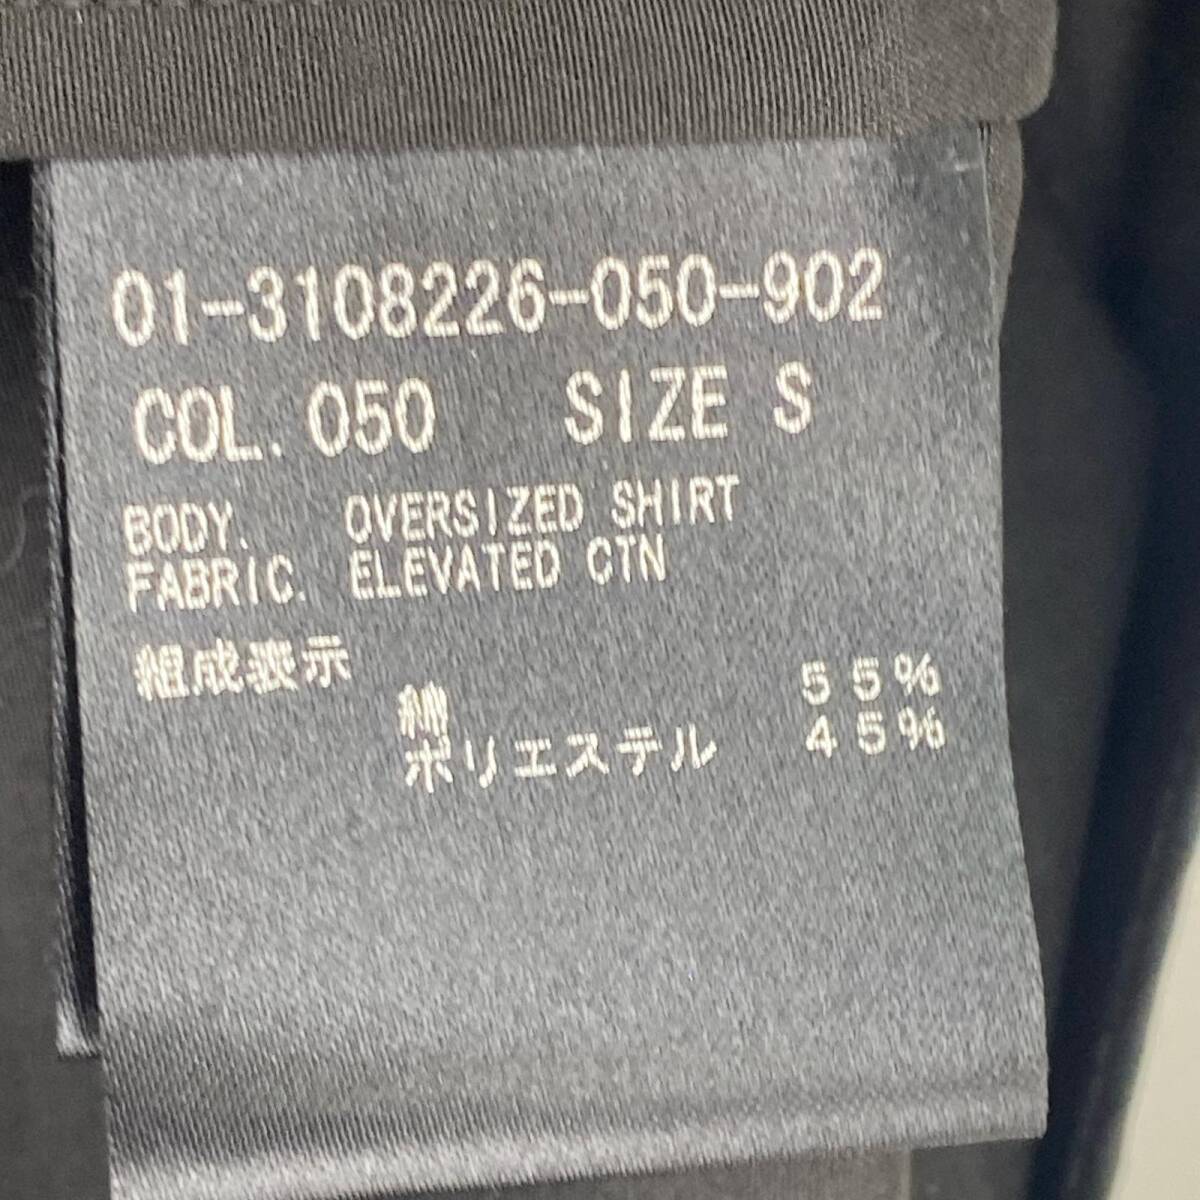 01-3108226-050-902
COL. 050 SIZE S
BODY. OVERSIZED SHIRT
FABRIC. ELEVATED CTN
組成表示
綿 55%
ポリエステル 45%